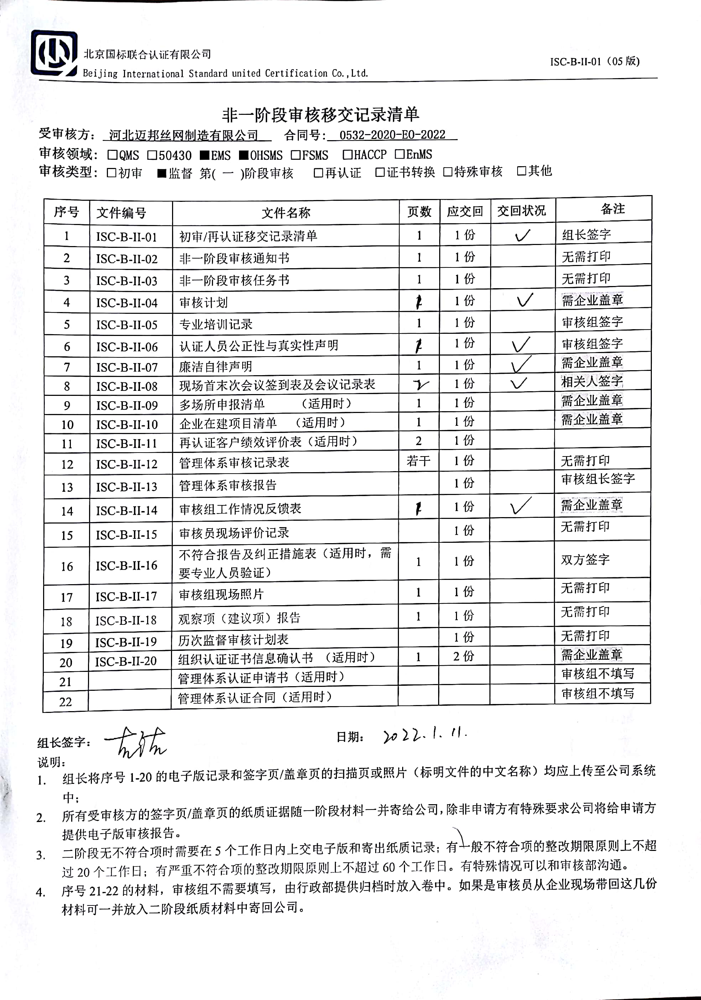 北京国标联合认证有限公司
Beijing International Standard united Certification Co.,Ltd.
ISC-B-II-01（05 版)
非一阶段审核移交记录清单
受审核方： 河北迈邦丝网制造有限公司 合同号: 0532-2020-EO-2022
审核领域: □QMS □50430 ■EMS ■OHSMS □FSMS □HACCP □EnMS
审核类型: □初审 ■监督 第( 一 )阶段审核 □再认证 □证书转换 □特殊审核 □其他
序号 文件编号 文件名称 页数 应交回 交回状况 备注
1 ISC-B-II-01 初审/再认证移交记录清单 1 1 份 ✓ 组长签字
2 ISC-B-II-02 非一阶段审核通知书 1 1 份 无需打印
3 ISC-B-II-03 非一阶段审核任务书 1 1 份 无需打印
4 ISC-B-II-04 审核计划 1 份 ✓ 需企业盖章
5 ISC-B-II-05 专业培训记录 1 1 份 审核组签字
6 ISC-B-II-06 认证人员公正性与真实性声明 1 份 ✓ 审核组签字
7 ISC-B-II-07 廉洁自律声明 1 1 份 ✓ 需企业盖章
8 ISC-B-II-08 现场首末次会议签到表及会议记录表 2 1 份 ✓ 相关人签字
9 ISC-B-II-09 多场所申报清单 （适用时） 1 1 份 需企业盖章
10 ISC-B-II-10 企业在建项目清单 （适用时） 1 1 份 需企业盖章
11 ISC-B-II-11 再认证客户绩效评价表（适用时） 2 1 份
12 ISC-B-II-12 管理体系审核记录表 若干 1 份 无需打印
13 ISC-B-II-13 管理体系审核报告 1 份 审核组长签字
14 ISC-B-II-14 审核组工作情况反馈表 1 份 ✓ 需企业盖章
15 ISC-B-II-15 审核员现场评价记录 1 份 无需打印
16 ISC-B-II-16 不符合报告及纠正措施表（适用时，需
要专业人员验证） 1 1 份 双方签字
17 ISC-B-II-17 审核组现场照片 1 1 份 无需打印
18 ISC-B-II-18 观察项（建议项）报告 1 1 份 无需打印
19 ISC-B-II-19 历次监督审核计划表 1 份 无需打印
20 ISC-B-II-20 组织认证证书信息确认书 （适用时） 1 2 份 需企业盖章
21 管理体系认证申请书（适用时） 审核组不填写
22 管理体系认证合同（适用时） 审核组不填写
组长签字： 日期： 2022.1.11.
说明:
1. 组长将序号 1-20 的电子版记录和签字页/盖章页的扫描页或照片（标明文件的中文名称）均应上传至公司系统
中；
2. 所有受审核方的签字页/盖章页的纸质证据随一阶段材料一并寄给公司,除非申请方有特殊要求公司将给申请方
提供电子版审核报告。
3. 二阶段无不符合项时需要在 5 个工作日内上交电子版和寄出纸质记录；有一般不符合项的整改期限原则上不超
过 20 个工作日；有严重不符合项的整改期限原则上不超过 60 个工作日。有特殊情况可以和审核部沟通。
4. 序号 21-22 的材料，审核组不需要填写，由行政部提供归档时放入卷中。如果是审核员从企业现场带回这几份
材料可一并放入二阶段纸质材料中寄回公司。